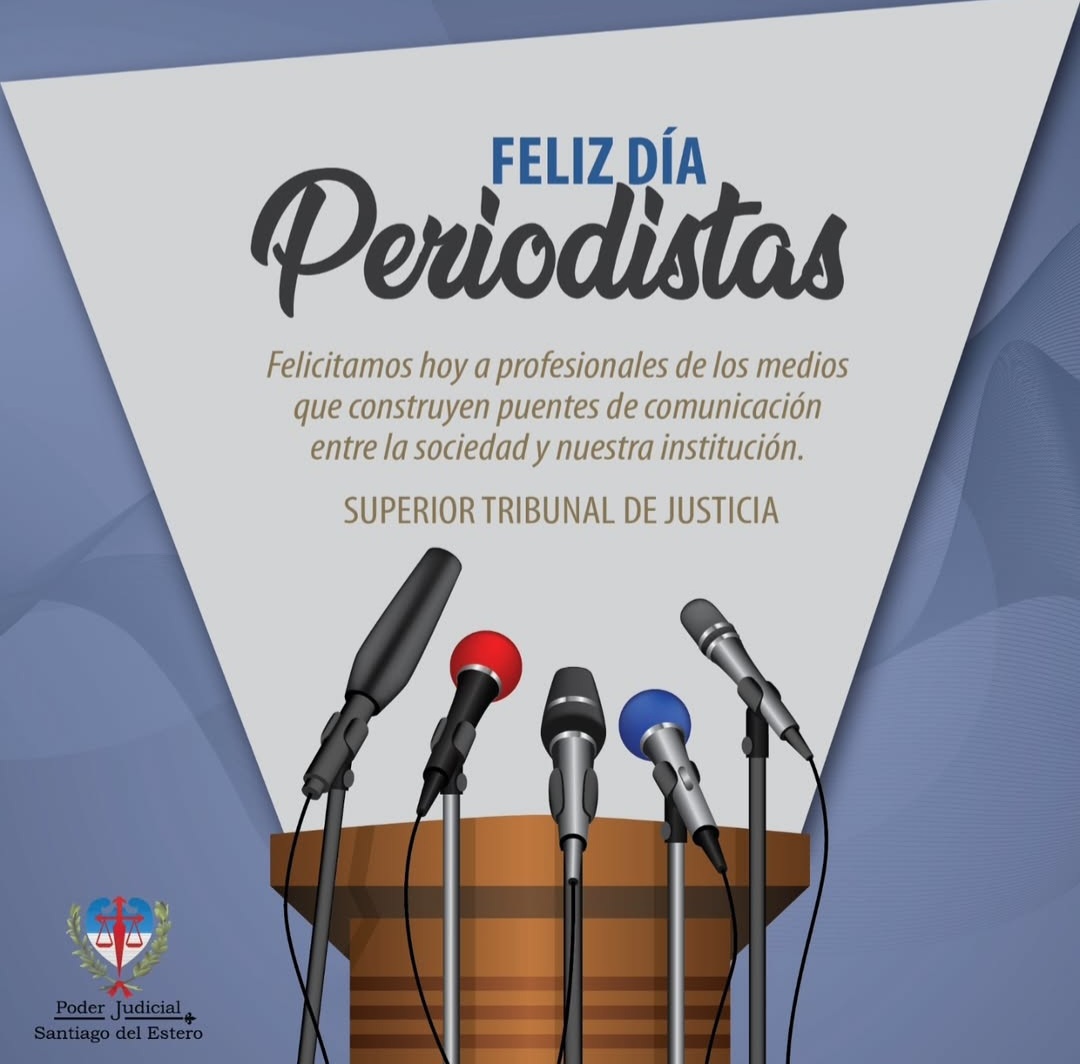 FELIZ DÍA
Periodistas
Felicitamos hoy a profesionales de los medios
que construyen puentes de comunicación
entre la sociedad y nuestra institución.
SUPERIOR TRIBUNAL DE JUSTICIA
Poder Judicial
Santiago del Estero